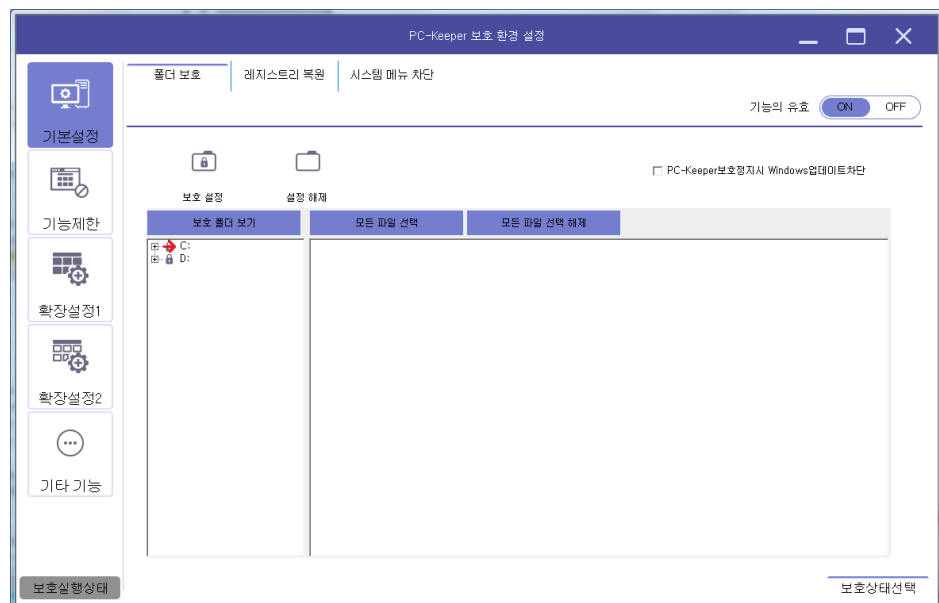 PC-Keeper 보호 환경 설정
폴더 보호 레지스트리 복원 시스템 메뉴 차단
기능의 유효 ON OFF
기본설정
보호 설정 설정 해제
PC-Keeper보호정지시 Windows업데이트차단
기능제한
보호 폴더 보기 모든 파일 선택 모든 파일 선택 해제
C:
D:
확장설정1
확장설정2
기타 기능
보호실행상태 보호상태선택